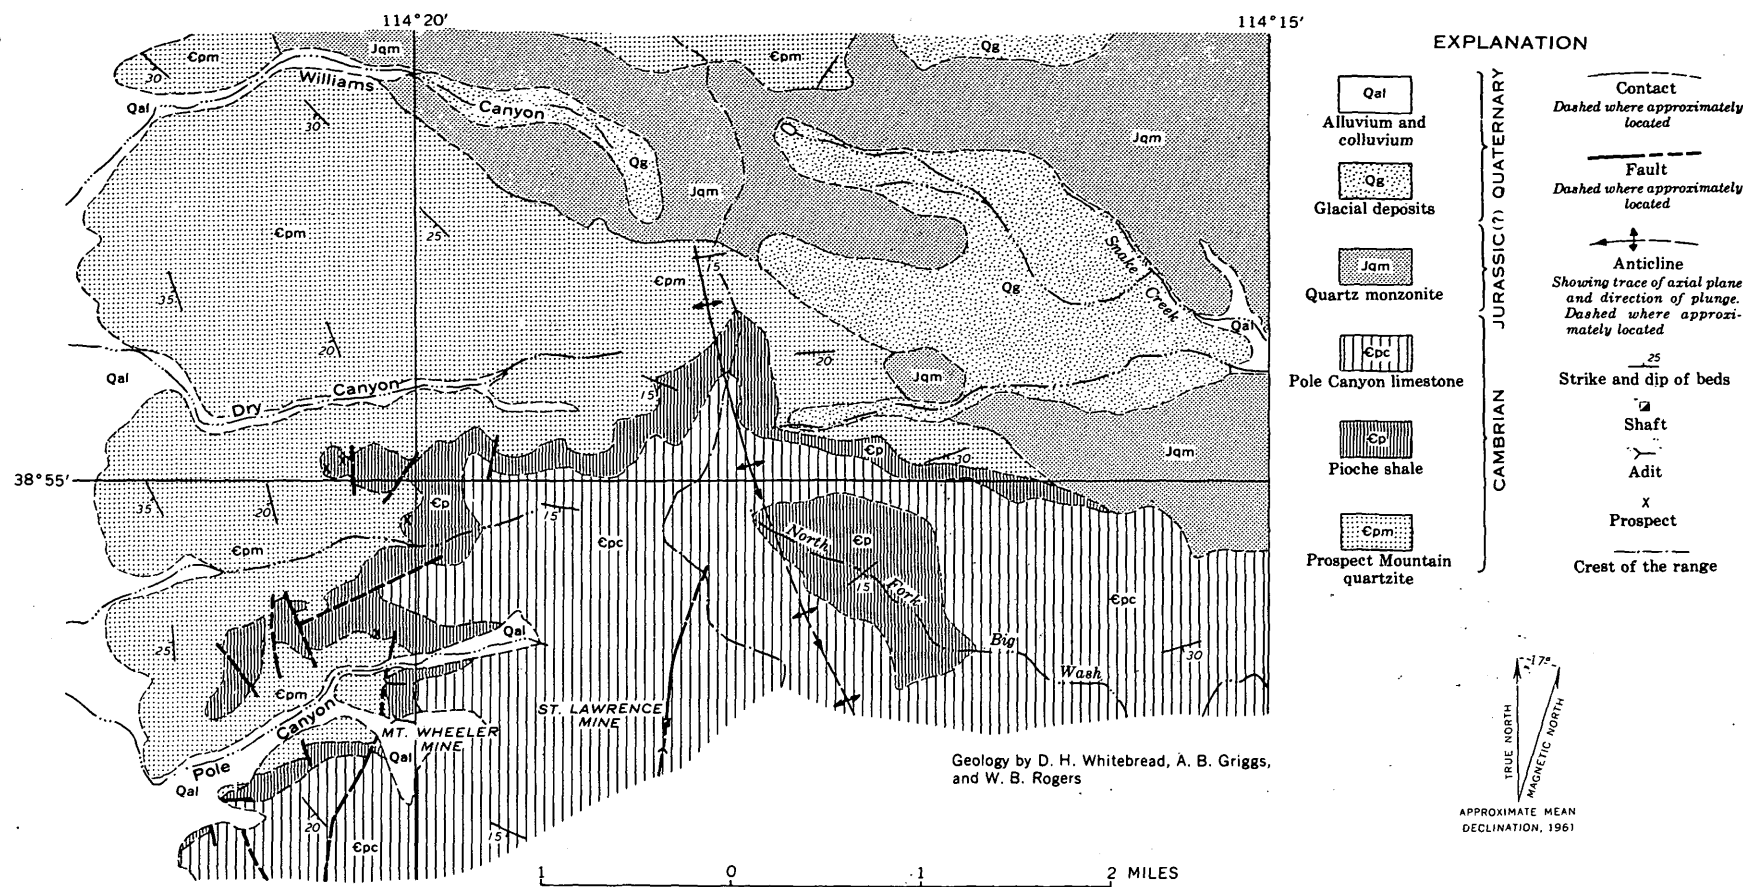 114°20′
114°15′
Єpm
30
Jqm
Єpm
Qg
Williams
Qal
Canyon
30
Jqm
Qg
Jqm
Єpm
25
15
Єpm
Snake
Creek
Qg
35
Qal
20
20
Qal
Canyon
Dry
15
Jqm
Єp
30
Jqm
38°55′
35
20
Єp
15
Єpm
Єpc
North
Єp
15
Fork
Єpc
Qal
Big
25
30
Wash
Єpm
Canyon
ST. LAWRENCE
MINE
MT. WHEELER
MINE
Qal
Pole
Qal
20
15
Єpc
Geology by D. H. Whitebread, A. B. Griggs,
and W. B. Rogers
1 0 1 2 MILES
EXPLANATION
Qal
Alluvium and
colluvium
Qg
Glacial deposits
QUATERNARY
Jqm
Quartz monzonite
JURASSIC(?)
Єpc
Pole Canyon limestone
Єp
Pioche shale
Єpm
Prospect Mountain
quartzite
CAMBRIAN
Contact
Dashed where approximately
located
Fault
Dashed where approximately
located
Anticline
Showing trace of axial plane
and direction of plunge.
Dashed where approxi-
mately located
25
Strike and dip of beds
Shaft
Adit
X
Prospect
Crest of the range
17°
TRUE NORTH
MAGNETIC NORTH
APPROXIMATE MEAN
DECLINATION, 1961